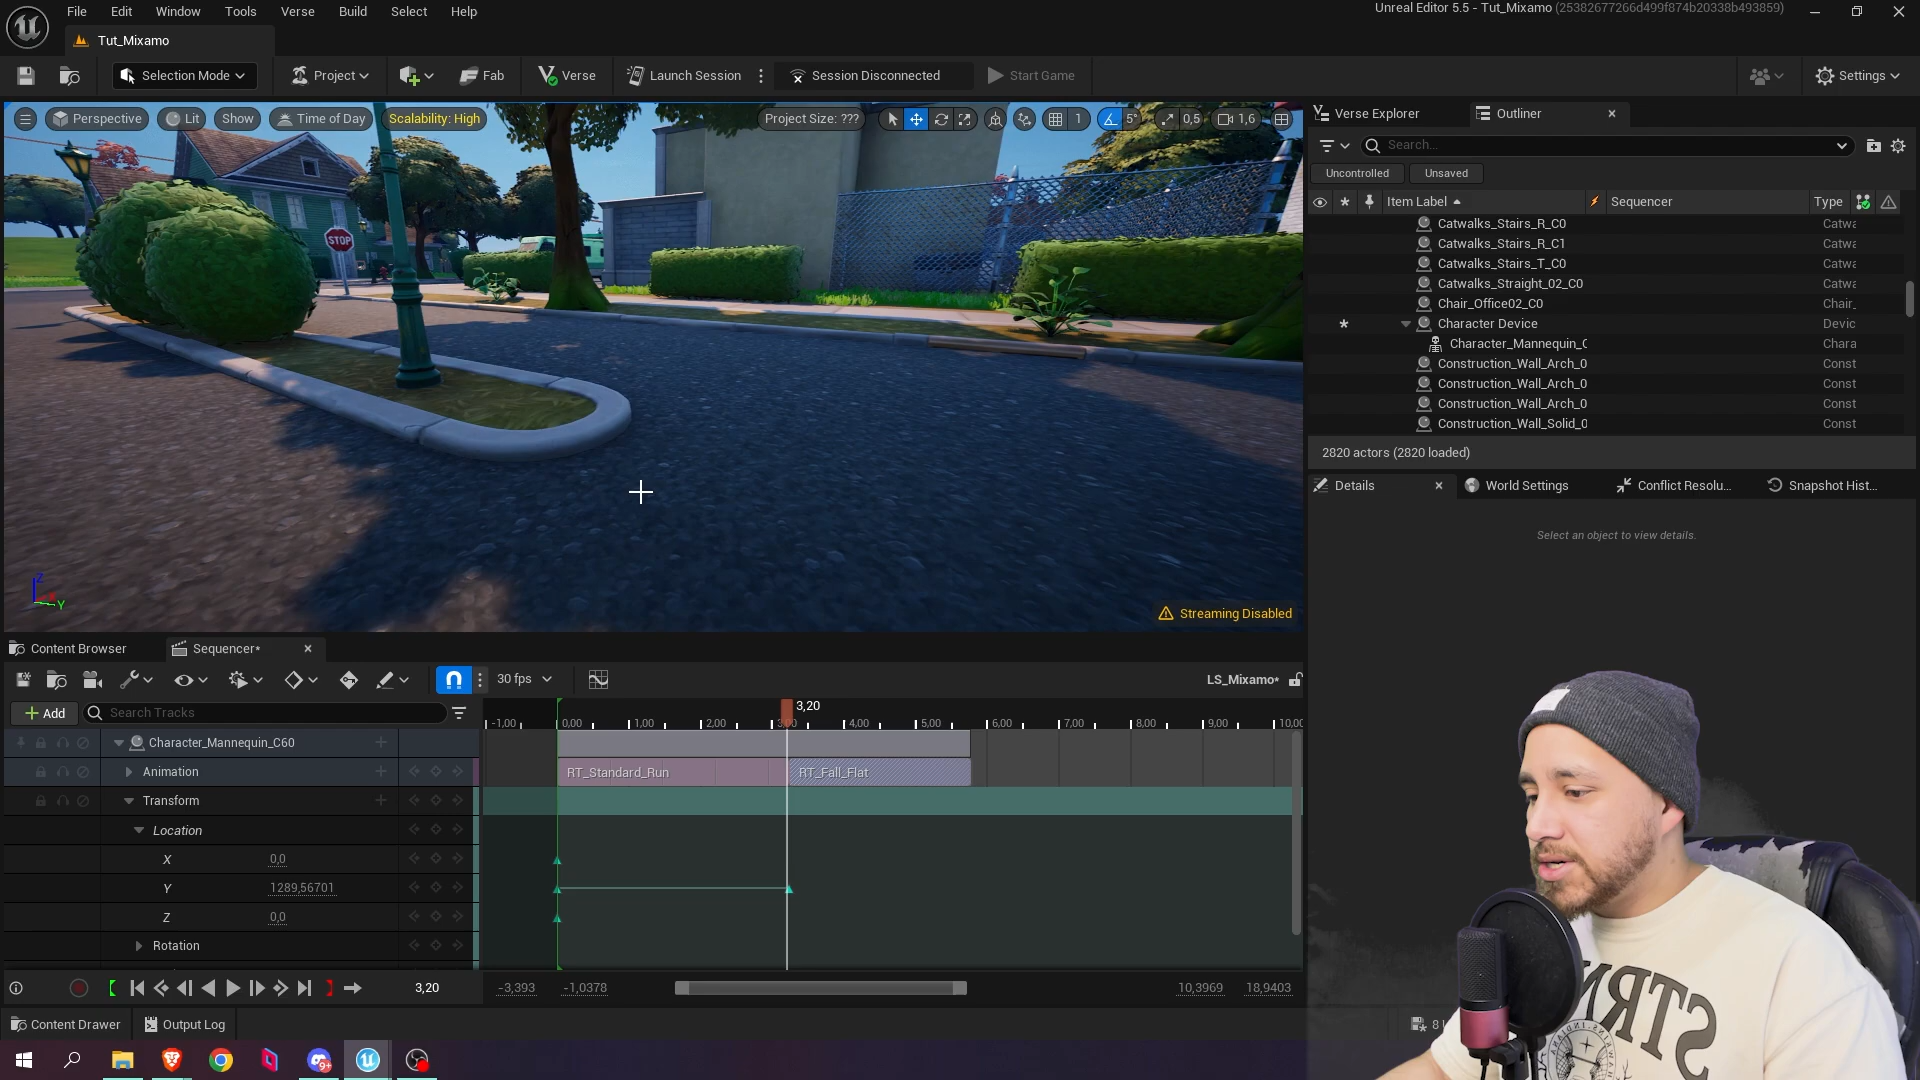 File Edit Window Tools Verse Build Select Help
Unreal Editor 5.5 - Tut_Mixamo (25382677266d499f874b20338b493859)
Tut_Mixamo
Selection Mode Project Fab Verse Launch Session Session Disconnected Start Game Settings
Perspective Lit Show Time of Day Scalability: High Project Size: ??? 1 5° 0,5 1,6
STOP
Z
Y
Streaming Disabled
Verse Explorer Outliner
Search...
Uncontrolled Unsaved
Item Label Sequencer Type
Catwalks_Stairs_R_C0 Catwa
Catwalks_Stairs_R_C1 Catwa
Catwalks_Stairs_T_C0 Catwa
Catwalks_Straight_02_C0 Catwa
Chair_Office02_C0 Chair_
* Character Device Devic
Character_Mannequin_C Chara
Construction_Wall_Arch_0 Const
Construction_Wall_Arch_0 Const
Construction_Wall_Arch_0 Const
Construction_Wall_Solid_0 Const
2820 actors (2820 loaded)
Details World Settings Conflict Resolu... Snapshot Hist...
Select an object to view details.
Content Browser Sequencer*
30 fps LS_Mixamo*
Add Search Tracks
3,20
-1,00 0,00 1,00 2,00 3,00 4,00 5,00 6,00 7,00 8,00 9,00 10,00
Character_Mannequin_C60
Animation RT_Standard_Run RT_Fall_Flat
Transform
Location
X 0,0
Y 1289,56701
Z 0,0
Rotation
3,20 -3,393 -1,0378 10,3969 18,9403
Content Drawer Output Log
8
9+
STRN